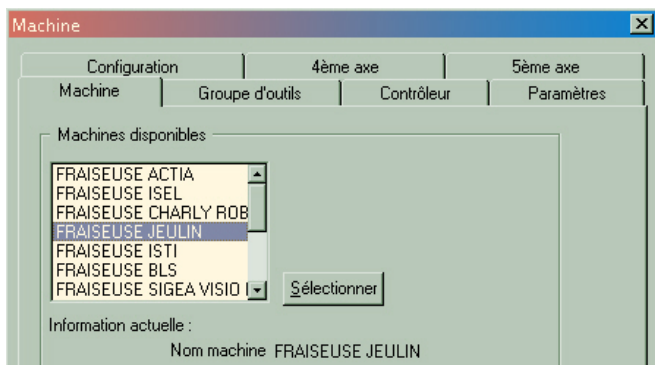 Machine
Configuration 4ème axe 5ème axe
Machine Groupe d'outils Contrôleur Paramètres
Machines disponibles
FRAISEUSE ACTIA
FRAISEUSE ISEL
FRAISEUSE CHARLY ROB
FRAISEUSE JEULIN
FRAISEUSE ISTI
FRAISEUSE BLS
FRAISEUSE SIGEA VISIO
Sélectionner
Information actuelle :
Nom machine FRAISEUSE JEULIN